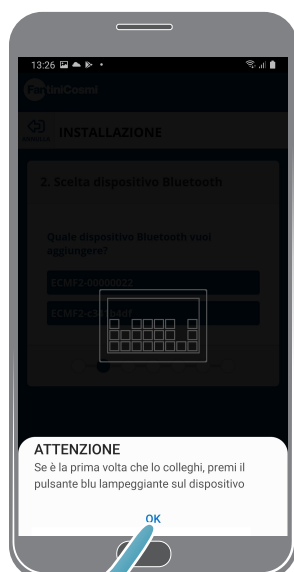 13:26
FantiniCosmi
INSTALLAZIONE
2. Scelta dispositivo Bluetooth
Quale dispositivo Bluetooth vuoi
aggiungere?
ECMF2-00000022
ATTENZIONE
Se è la prima volta che lo colleghi, premi il
pulsante blu lampeggiante sul dispositivo
OK